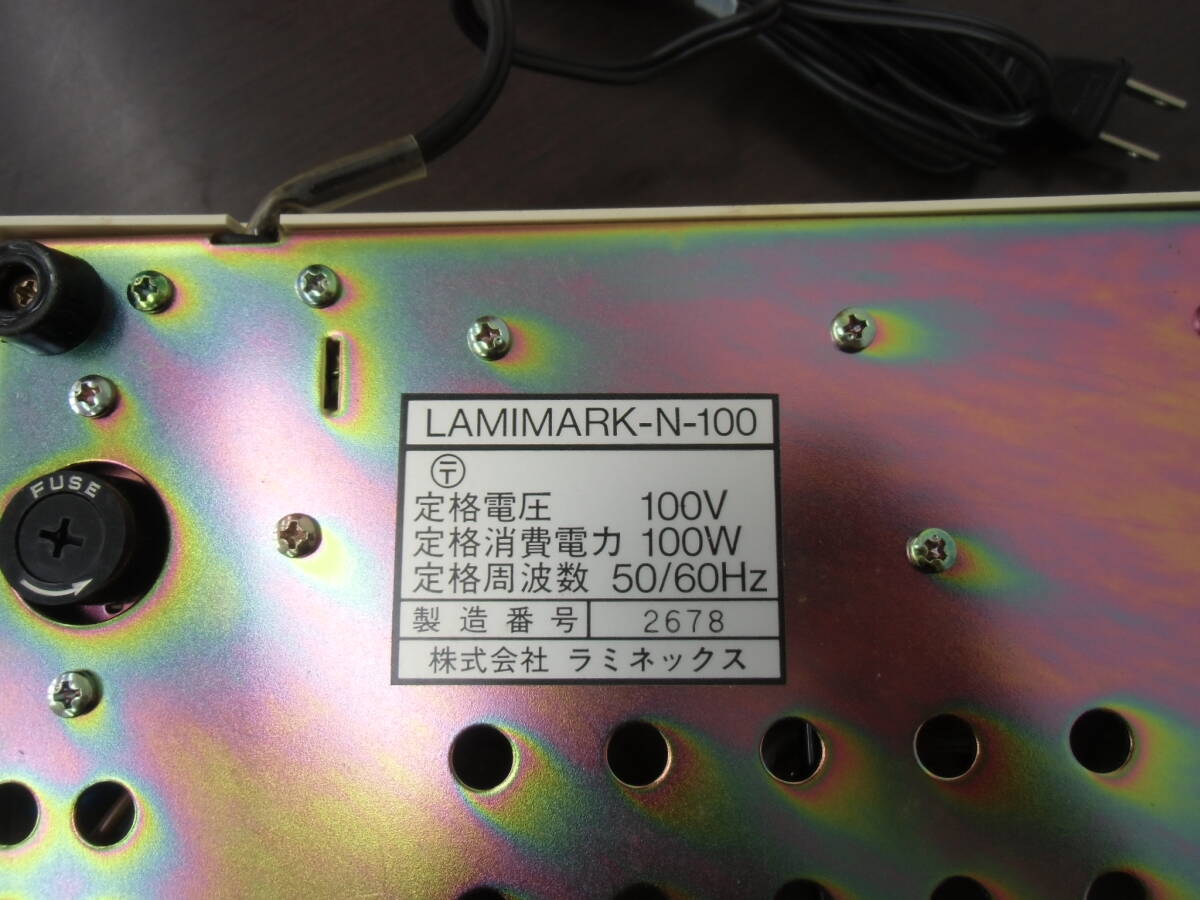 LAMIMARK-N-100
〶
定格電圧 100V
定格消費電力 100W
定格周波数 50/60Hz
製造番号 2678
株式会社 ラミネックス
FUSE